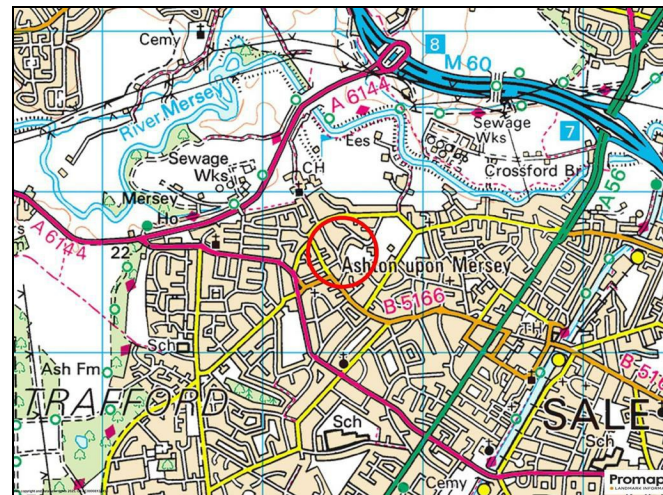 Cemy
8
M 60
A 6144
River Mersey
Sewage
Wks
7
Ees
Sewage
Wks
CH
Crossford Br
Mersey
Ho
A 56
A 6144
22
Ashton upon Mersey
B 5166
Sch
TH
Ash Fm
TRAFFORD
SALE
Sch
Sch
Cemy
Promap